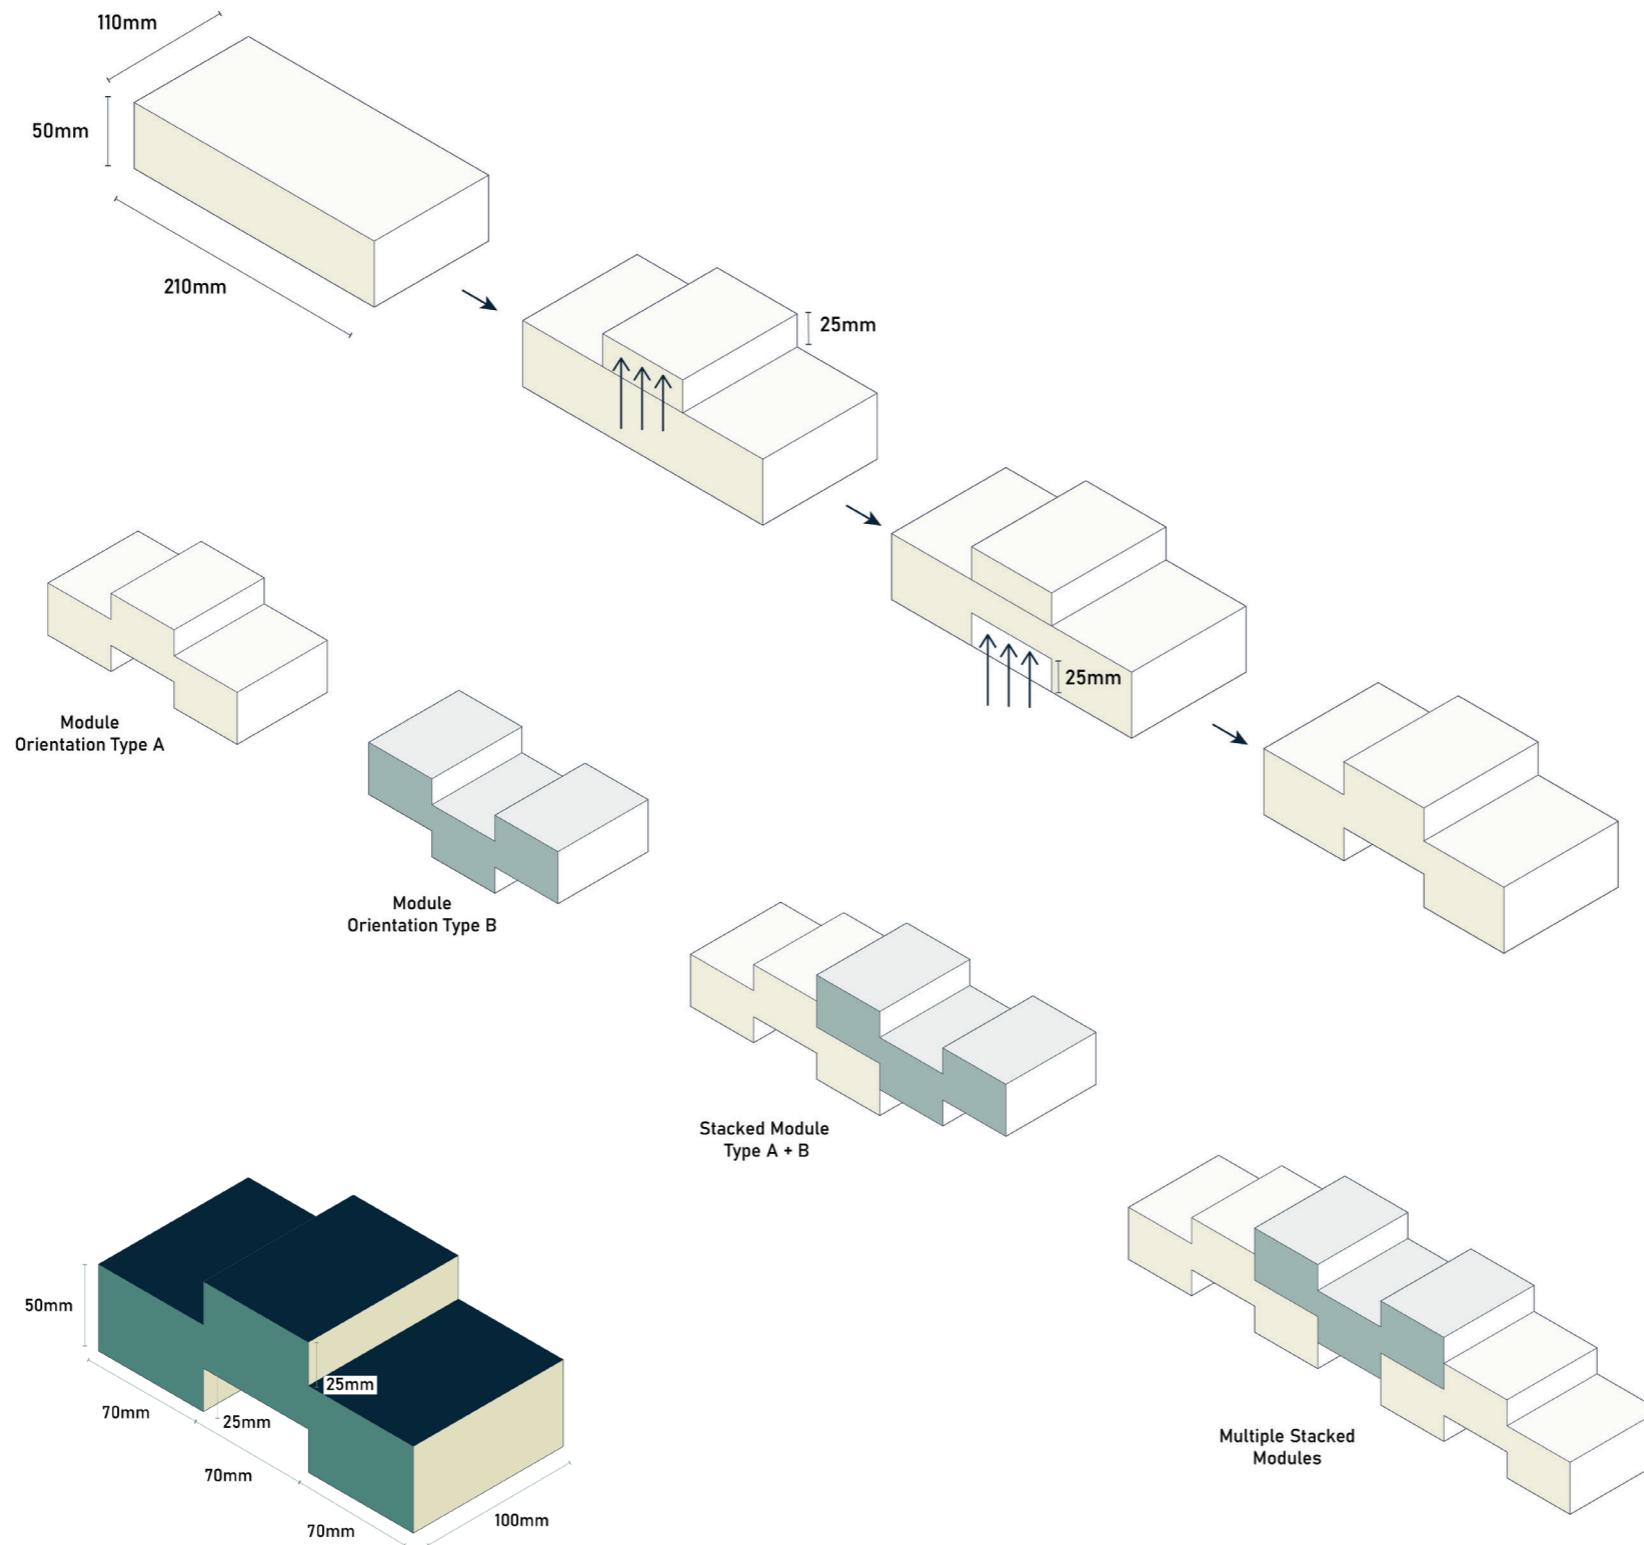 110mm
50mm
210mm
25mm
25mm
Module
Orientation Type A
Module
Orientation Type B
Stacked Module
Type A + B
50mm
25mm
70mm
25mm
70mm
70mm
100mm
Multiple Stacked
Modules